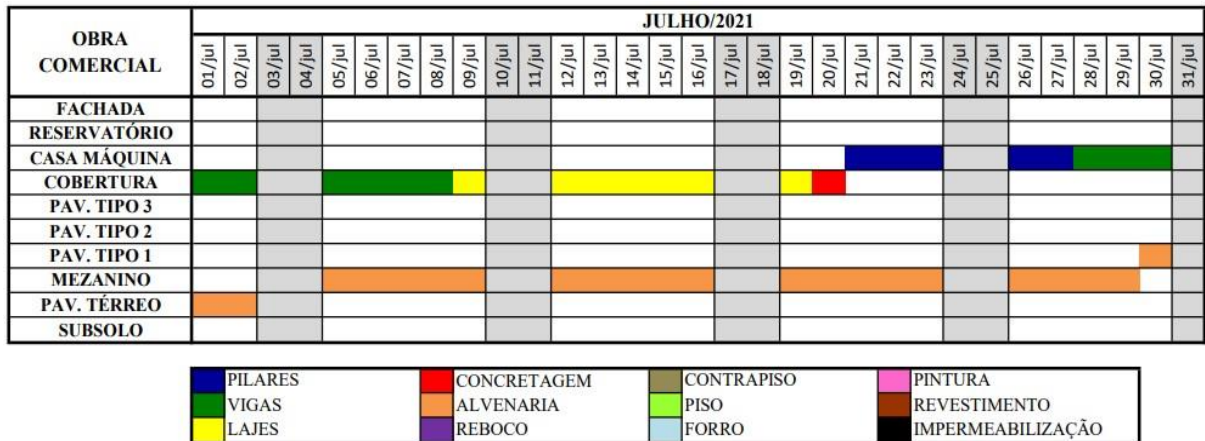 OBRA COMERCIAL
JULHO/2021
01/jul 02/jul 03/jul 04/jul 05/jul 06/jul 07/jul 08/jul 09/jul 10/jul 11/jul 12/jul 13/jul 14/jul 15/jul 16/jul 17/jul 18/jul 19/jul 20/jul 21/jul 22/jul 23/jul 24/jul 25/jul 26/jul 27/jul 28/jul 29/jul 30/jul 31/jul
FACHADA
RESERVATÓRIO
CASA MÁQUINA
COBERTURA
PAV. TIPO 3
PAV. TIPO 2
PAV. TIPO 1
MEZANINO
PAV. TÉRREO
SUBSOLO
PILARES CONCRETAGEM CONTRAPISO PINTURA
VIGAS ALVENARIA PISO REVESTIMENTO
LAJES REBOCO FORRO IMPERMEABILIZAÇÃO